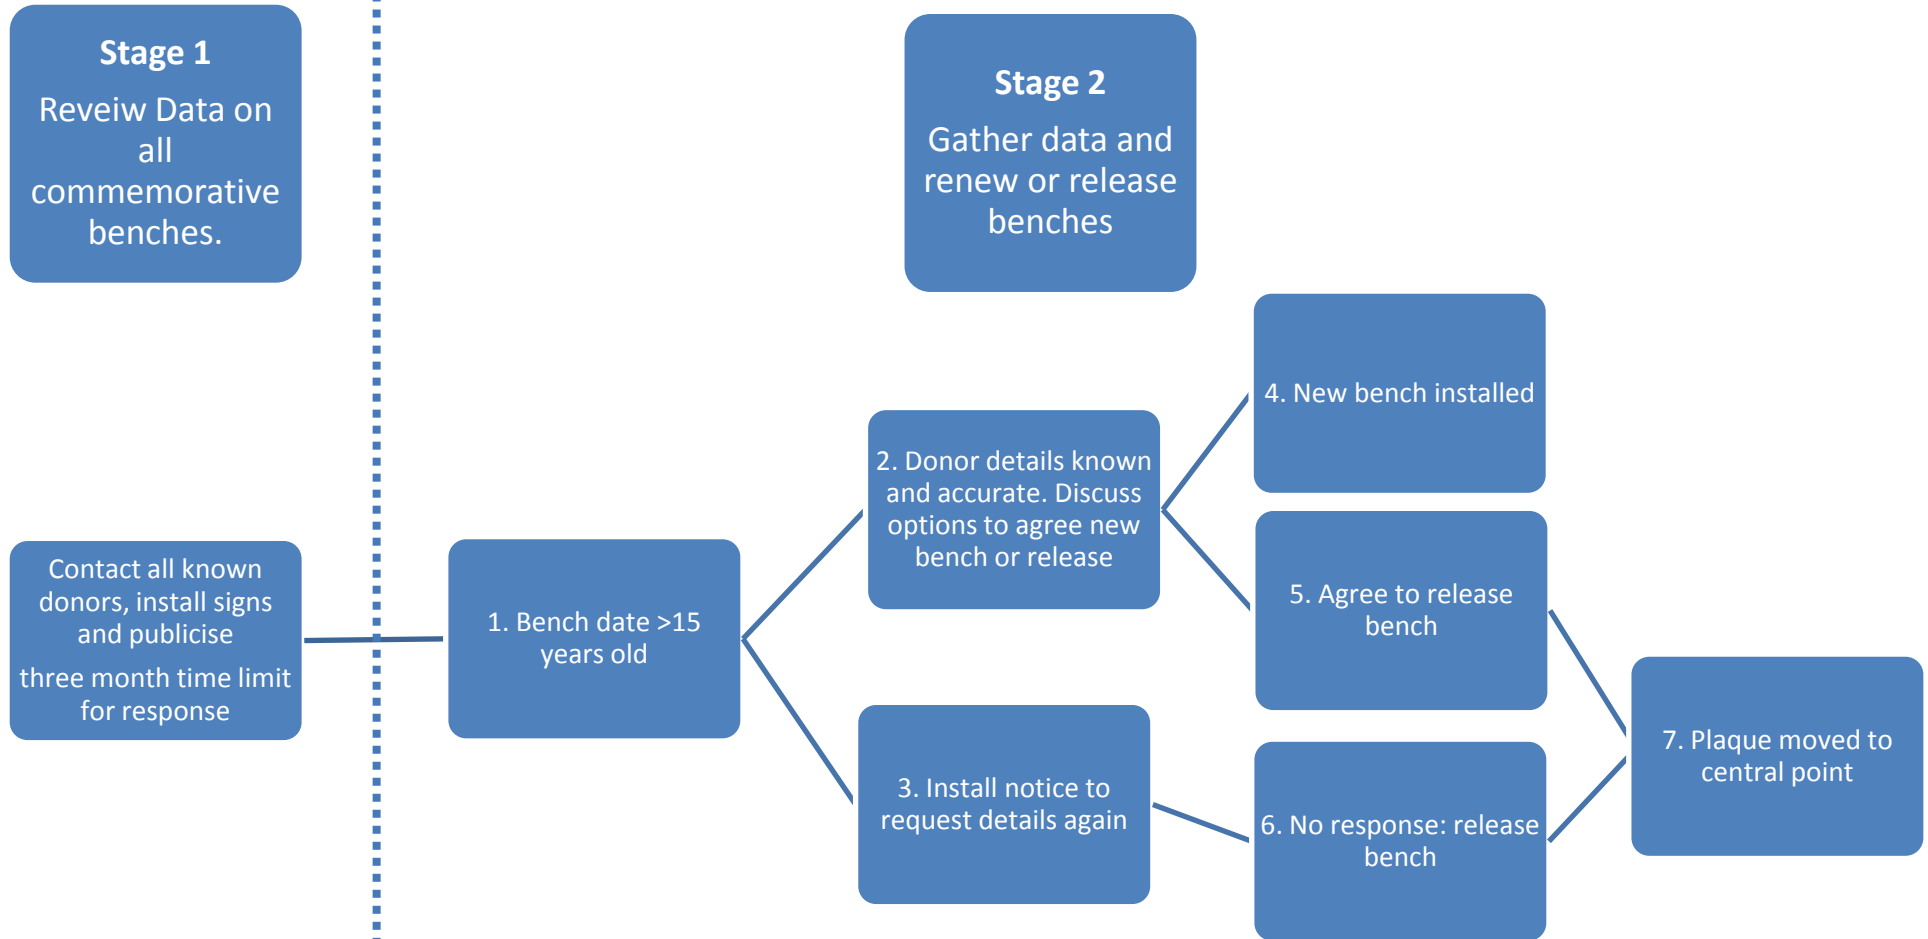 Stage 1
Reveiw Data on
all
commemorative
benches.
Stage 2
Gather data and
renew or release
benches
Contact all known
donors, install signs
and publicise
three month time limit
for response
1. Bench date >15
years old
2. Donor details known
and accurate. Discuss
options to agree new
bench or release
3. Install notice to
request details again
4. New bench installed
5. Agree to release
bench
6. No response: release
bench
7. Plaque moved to
central point